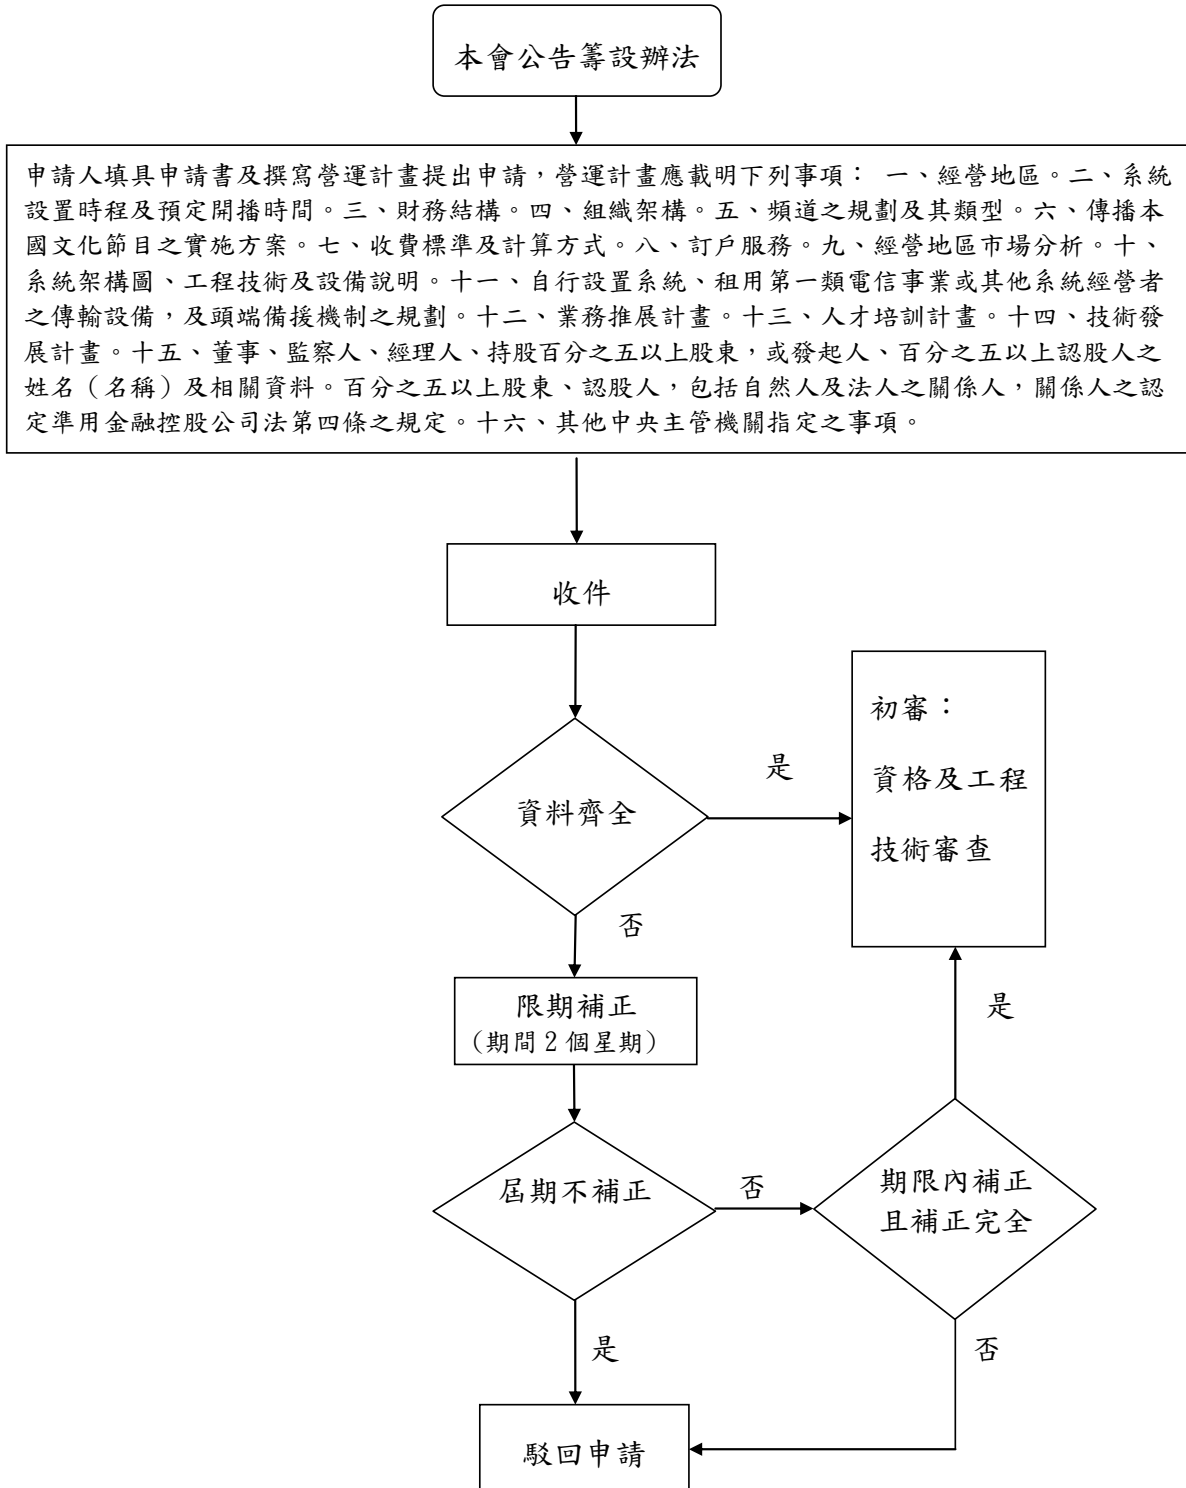 本會公告籌設辦法
申請人填具申請書及撰寫營運計畫提出申請，營運計畫應載明下列事項： 一、經營地區。二、系統
設置時程及預定開播時間。三、財務結構。四、組織架構。五、頻道之規劃及其類型。六、傳播本
國文化節目之實施方案。七、收費標準及計算方式。八、訂戶服務。九、經營地區市場分析。十、
系統架構圖、工程技術及設備說明。十一、自行設置系統、租用第一類電信事業或其他系統經營者
之傳輸設備，及頭端備援機制之規劃。十二、業務推展計畫。十三、人才培訓計畫。十四、技術發
展計畫。十五、董事、監察人、經理人、持股百分之五以上股東，或發起人、百分之五以上認股人之
姓名（名稱）及相關資料。百分之五以上股東、認股人，包括自然人及法人之關係人，關係人之認
定準用金融控股公司法第四條之規定。十六、其他中央主管機關指定之事項。
收件
初審：
資格及工程
技術審查
是
資料齊全
否
限期補正
（期間2個星期）
是
屆期不補正
否
期限內補正
且補正完全
是
否
駁回申請